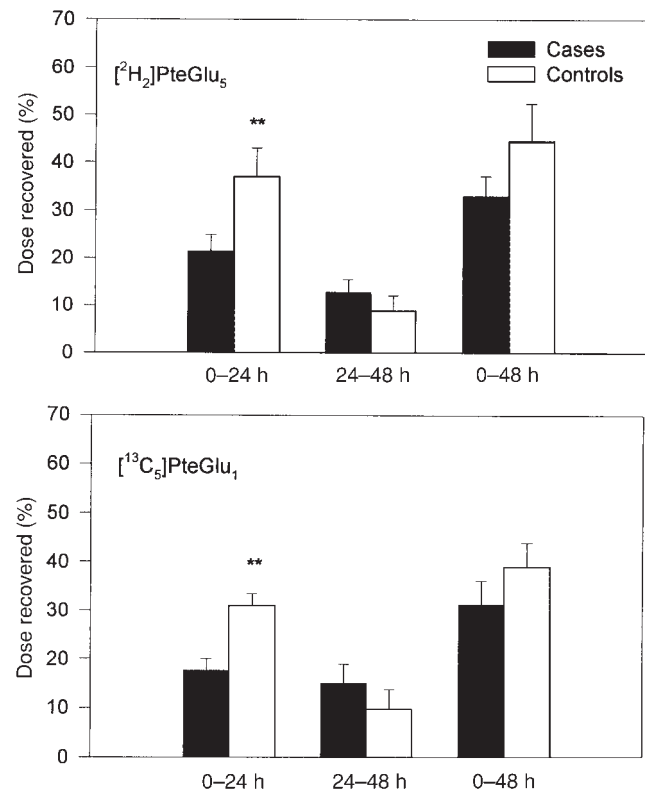 70
60
50
40
30
20
10
0
Dose recovered (%)
[²H₂]PteGlu₅
Cases
Controls
**
0–24 h
24–48 h
0–48 h
70
60
50
40
30
20
10
0
Dose recovered (%)
[¹³C₅]PteGlu₁
**
0–24 h
24–48 h
0–48 h